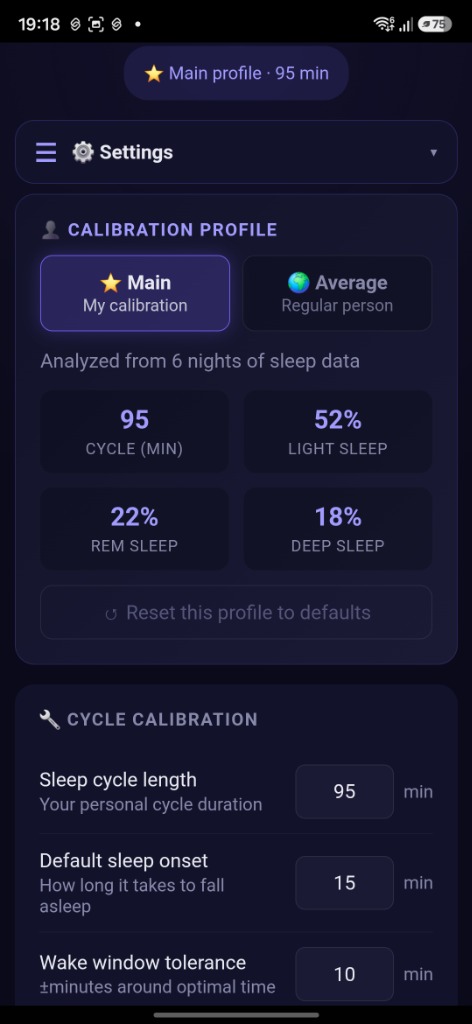 19:18
75
⭐ Main profile · 95 min
⚙️ Settings
👤 CALIBRATION PROFILE
⭐ Main
My calibration
🌍 Average
Regular person
Analyzed from 6 nights of sleep data
95
CYCLE (MIN)
52%
LIGHT SLEEP
22%
REM SLEEP
18%
DEEP SLEEP
↺ Reset this profile to defaults
🔧 CYCLE CALIBRATION
Sleep cycle length
Your personal cycle duration
95 min
Default sleep onset
How long it takes to fall
asleep
15 min
Wake window tolerance
±minutes around optimal time
10 min